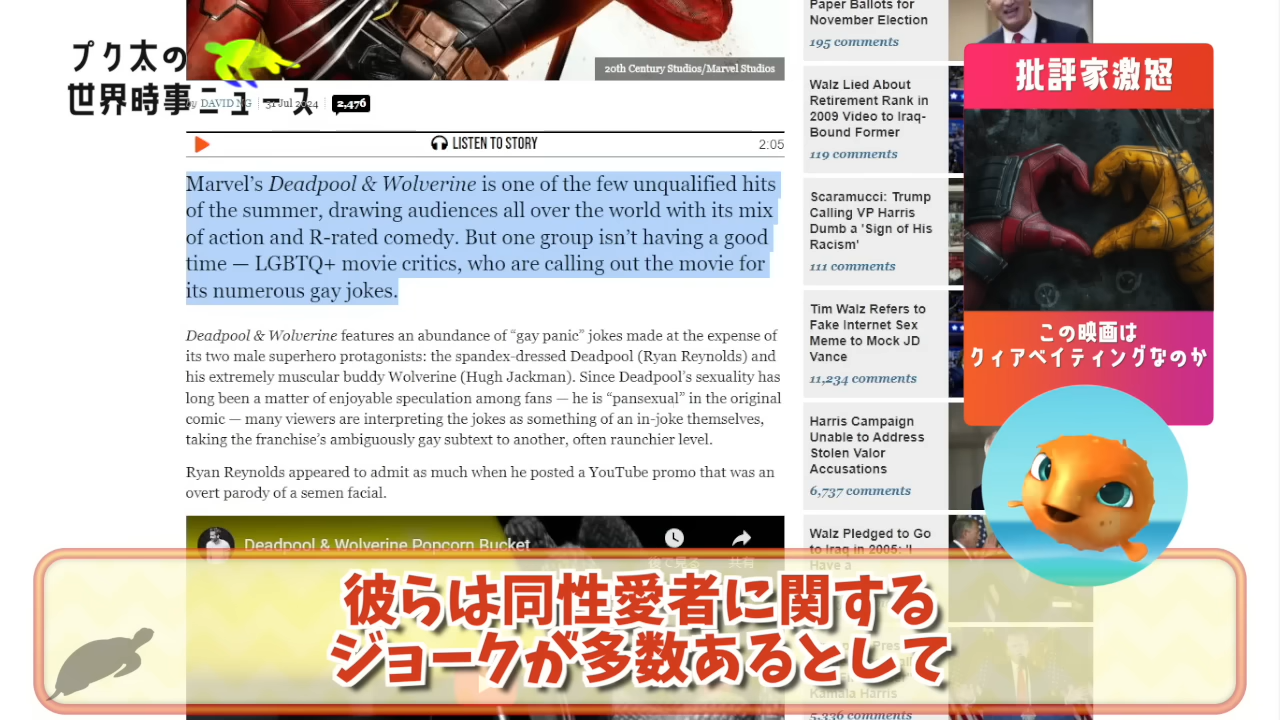 プク太の
世界時事ニュース
20th Century Studios/Marvel Studios
by DAVID NG | 31 Jul 2024 | 2,476
LISTEN TO STORY
2:05
Marvel's Deadpool & Wolverine is one of the few unqualified hits
of the summer, drawing audiences all over the world with its mix
of action and R-rated comedy. But one group isn't having a good
time — LGBTQ+ movie critics, who are calling out the movie for
its numerous gay jokes.
Deadpool & Wolverine features an abundance of “gay panic” jokes made at the expense of
its two male superhero protagonists: the spandex-dressed Deadpool (Ryan Reynolds) and
his extremely muscular buddy Wolverine (Hugh Jackman). Since Deadpool's sexuality has
long been a matter of enjoyable speculation among fans — he is “pansexual” in the original
comic — many viewers are interpreting the jokes as something of an in-joke themselves,
taking the franchise's ambiguously gay subtext to another, often raunchier level.
Ryan Reynolds appeared to admit as much when he posted a YouTube promo that was an
overt parody of a semen facial.
Deadpool & Wolverine Popcorn Bucket
後で見る
共有
Paper Ballots for
November Election
195 comments
Walz Lied About
Retirement Rank in
2009 Video to Iraq-
Bound Former
119 comments
Scaramucci: Trump
Calling VP Harris
Dumb a 'Sign of His
Racism'
111 comments
Tim Walz Refers to
Fake Internet Sex
Meme to Mock JD
Vance
11,234 comments
Harris Campaign
Unable to Address
Stolen Valor
Accusations
6,737 comments
Walz Pledged to Go
to Iraq in 2005: 'I
Have a
Kamala Harris
5,336 comments
批評家激怒
この映画は
クィアベイティングなのか
彼らは同性愛者に関する
ジョークが多数あるとして